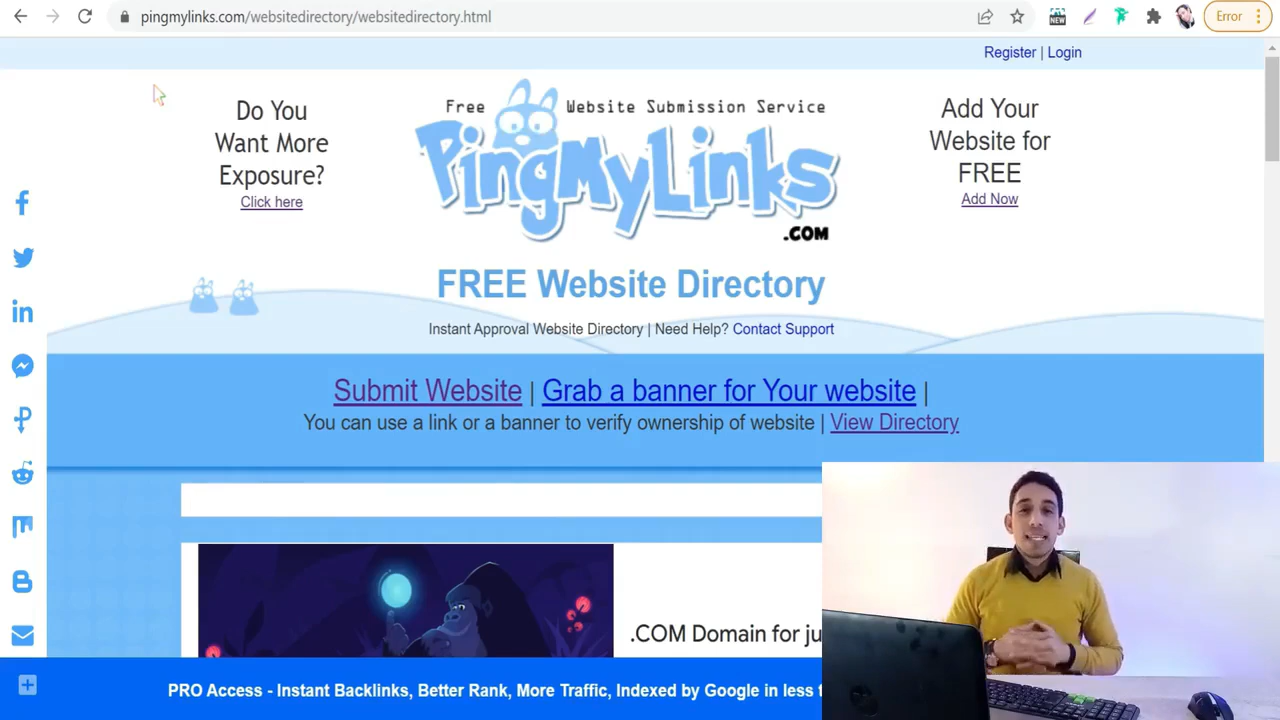 pingmylinks.com/websitedirectory/websitedirectory.html
NEW
Error
Register | Login
Do You
Want More
Exposure?
Click here
Free Website Submission Service
PingMyLinks
.COM
Add Your
Website for
FREE
Add Now
FREE Website Directory
Instant Approval Website Directory | Need Help? Contact Support
Submit Website | Grab a banner for Your website |
You can use a link or a banner to verify ownership of website | View Directory
.COM Domain for ju
PRO Access - Instant Backlinks, Better Rank, More Traffic, Indexed by Google in less t